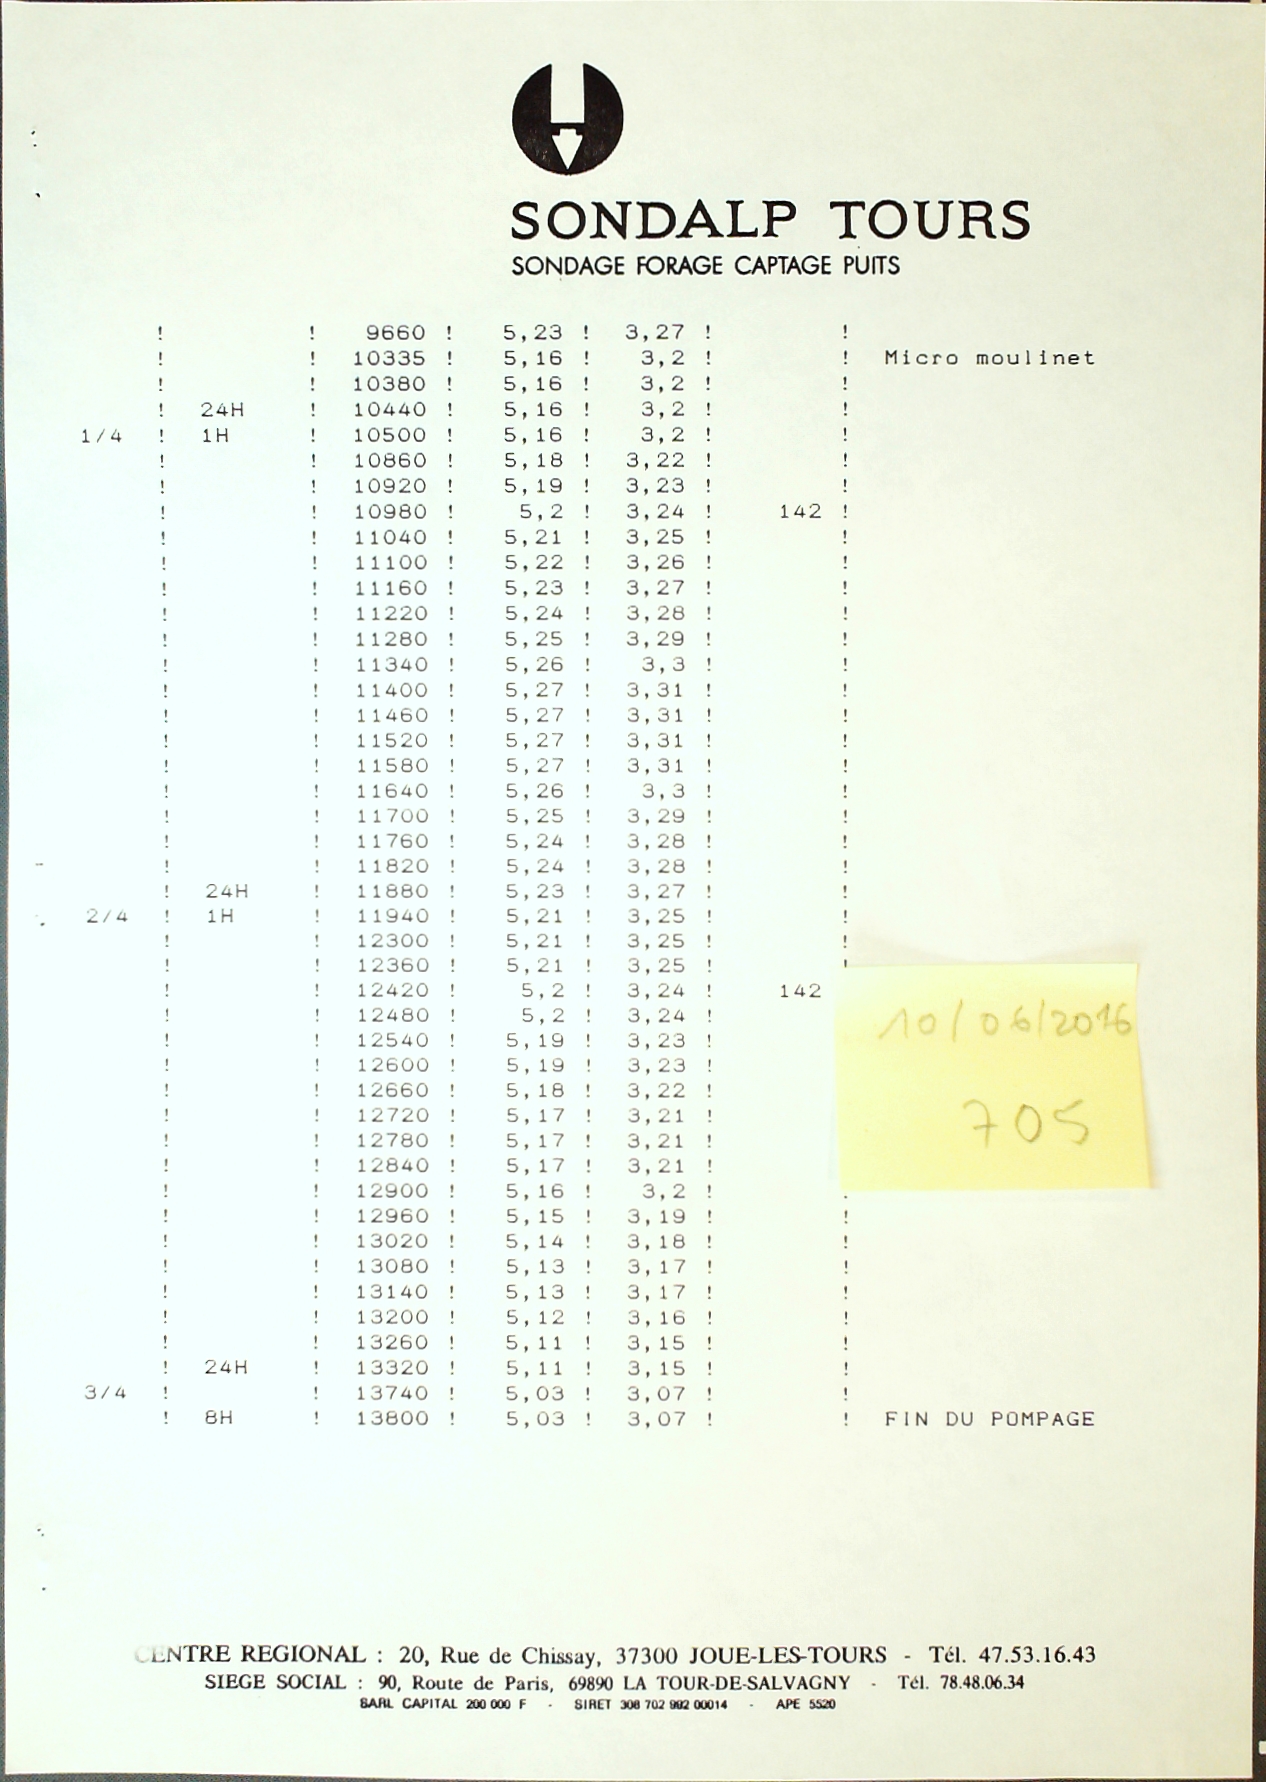 SONDALP TOURS
SONDAGE FORAGE CAPTAGE PUITS
! ! 9660 ! 5,23 ! 3,27 ! !
! ! 10335 ! 5,16 ! 3,2 ! ! Micro moulinet
! ! 10380 ! 5,16 ! 3,2 ! !
! 24H ! 10440 ! 5,16 ! 3,2 ! !
1/4 ! 1H ! 10500 ! 5,16 ! 3,2 ! !
! ! 10860 ! 5,18 ! 3,22 ! !
! ! 10920 ! 5,19 ! 3,23 ! !
! ! 10980 ! 5,2 ! 3,24 ! 142 !
! ! 11040 ! 5,21 ! 3,25 ! !
! ! 11100 ! 5,22 ! 3,26 ! !
! ! 11160 ! 5,23 ! 3,27 ! !
! ! 11220 ! 5,24 ! 3,28 ! !
! ! 11280 ! 5,25 ! 3,29 ! !
! ! 11340 ! 5,26 ! 3,3 ! !
! ! 11400 ! 5,27 ! 3,31 ! !
! ! 11460 ! 5,27 ! 3,31 ! !
! ! 11520 ! 5,27 ! 3,31 ! !
! ! 11580 ! 5,27 ! 3,31 ! !
! ! 11640 ! 5,26 ! 3,3 ! !
! ! 11700 ! 5,25 ! 3,29 ! !
! ! 11760 ! 5,24 ! 3,28 ! !
! ! 11820 ! 5,24 ! 3,28 ! !
! 24H ! 11880 ! 5,23 ! 3,27 ! !
2/4 ! 1H ! 11940 ! 5,21 ! 3,25 ! !
! ! 12300 ! 5,21 ! 3,25 ! !
! ! 12360 ! 5,21 ! 3,25 ! !
! ! 12420 ! 5,2 ! 3,24 ! 142
! ! 12480 ! 5,2 ! 3,24 !
10/06/2016
! ! 12540 ! 5,19 ! 3,23 !
! ! 12600 ! 5,19 ! 3,23 !
! ! 12660 ! 5,18 ! 3,22 !
! ! 12720 ! 5,17 ! 3,21 !
705
! ! 12780 ! 5,17 ! 3,21 !
! ! 12840 ! 5,17 ! 3,21 !
! ! 12900 ! 5,16 ! 3,2 !
! ! 12960 ! 5,15 ! 3,19 ! !
! ! 13020 ! 5,14 ! 3,18 ! !
! ! 13080 ! 5,13 ! 3,17 ! !
! ! 13140 ! 5,13 ! 3,17 ! !
! ! 13200 ! 5,12 ! 3,16 ! !
! ! 13260 ! 5,11 ! 3,15 ! !
! 24H ! 13320 ! 5,11 ! 3,15 ! !
3/4 ! ! 13740 ! 5,03 ! 3,07 ! !
! 8H ! 13800 ! 5,03 ! 3,07 ! ! FIN DU POMPAGE
CENTRE REGIONAL : 20, Rue de Chissay, 37300 JOUE-LES-TOURS - Tél. 47.53.16.43
SIEGE SOCIAL : 90, Route de Paris, 69890 LA TOUR-DE-SALVAGNY - Tél. 78.48.06.34
SARL CAPITAL 200 000 F - SIRET 308 702 992 00014 - APE 5520